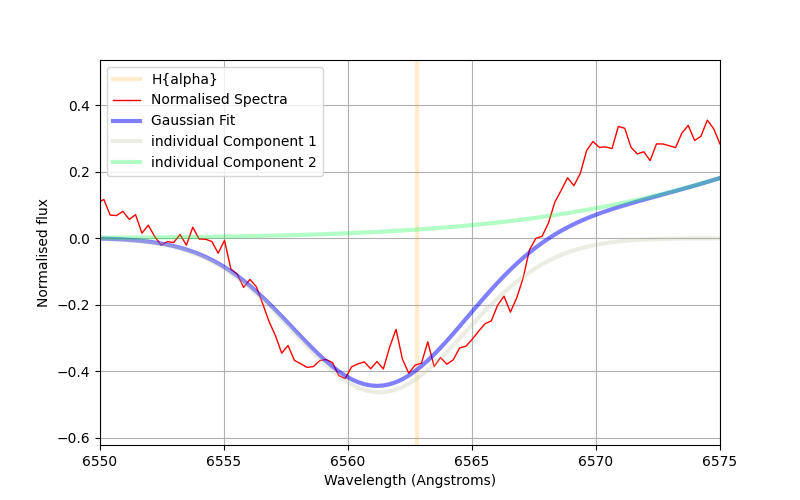 H{alpha}
Normalised Spectra
Gaussian Fit
individual Component 1
individual Component 2
0.4
0.2
0.0
−0.2
−0.4
−0.6
Normalised flux
6550
6555
6560
6565
6570
6575
Wavelength (Angstroms)